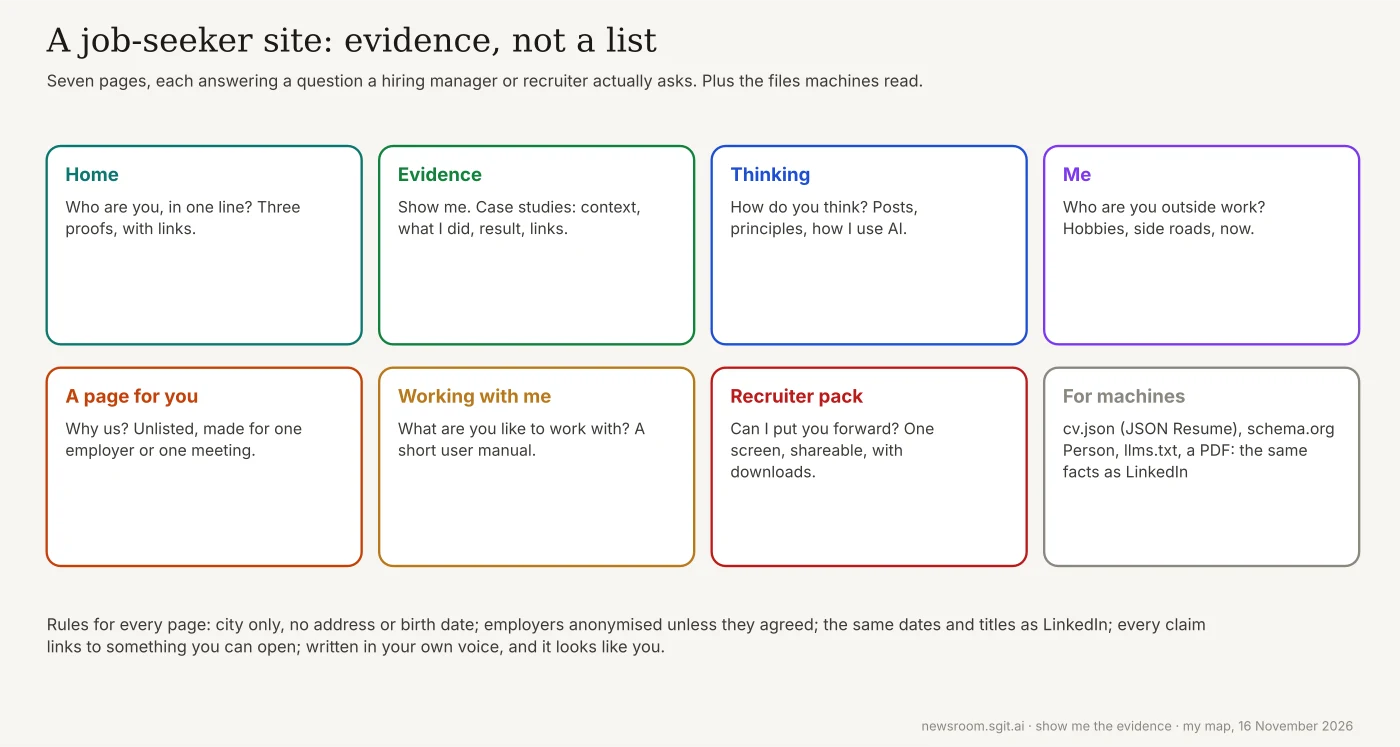 A job-seeker site: evidence, not a list
Seven pages, each answering a question a hiring manager or recruiter actually asks. Plus the files machines read.
Home
Who are you, in one line? Three
proofs, with links.
Evidence
Show me. Case studies: context,
what I did, result, links.
Thinking
How do you think? Posts,
principles, how I use AI.
Me
Who are you outside work?
Hobbies, side roads, now.
A page for you
Why us? Unlisted, made for one
employer or one meeting.
Working with me
What are you like to work with? A
short user manual.
Recruiter pack
Can I put you forward? One
screen, shareable, with
downloads.
For machines
cv.json (JSON Resume), schema.org
Person, llms.txt, a PDF: the same
facts as LinkedIn
Rules for every page: city only, no address or birth date; employers anonymised unless they agreed; the same dates and titles as LinkedIn; every claim
links to something you can open; written in your own voice, and it looks like you.
newsroom.sgit.ai · show me the evidence · my map, 16 November 2026